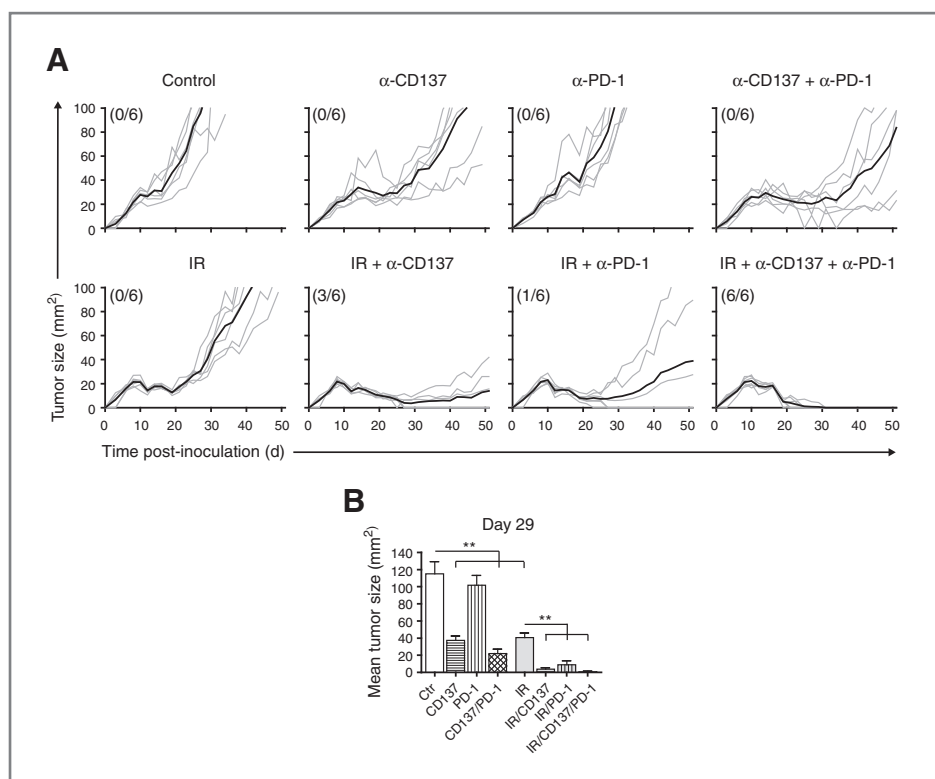 A
Control
α-CD137
α-PD-1
α-CD137 + α-PD-1
(0/6)
(0/6)
(0/6)
(0/6)
100
80
60
40
20
0
IR
IR + α-CD137
IR + α-PD-1
IR + α-CD137 + α-PD-1
(0/6)
(3/6)
(1/6)
(6/6)
100
80
60
40
20
0
Tumor size (mm²)
0 10 20 30 40 50
0 10 20 30 40 50
0 10 20 30 40 50
0 10 20 30 40 50
Time post-inoculation (d)
B
Day 29
Mean tumor size (mm²)
140
120
100
80
60
40
20
0
**
**
Ctr
CD137
PD-1
CD137/PD-1
IR
IR/CD137
IR/PD-1
IR/CD137/PD-1